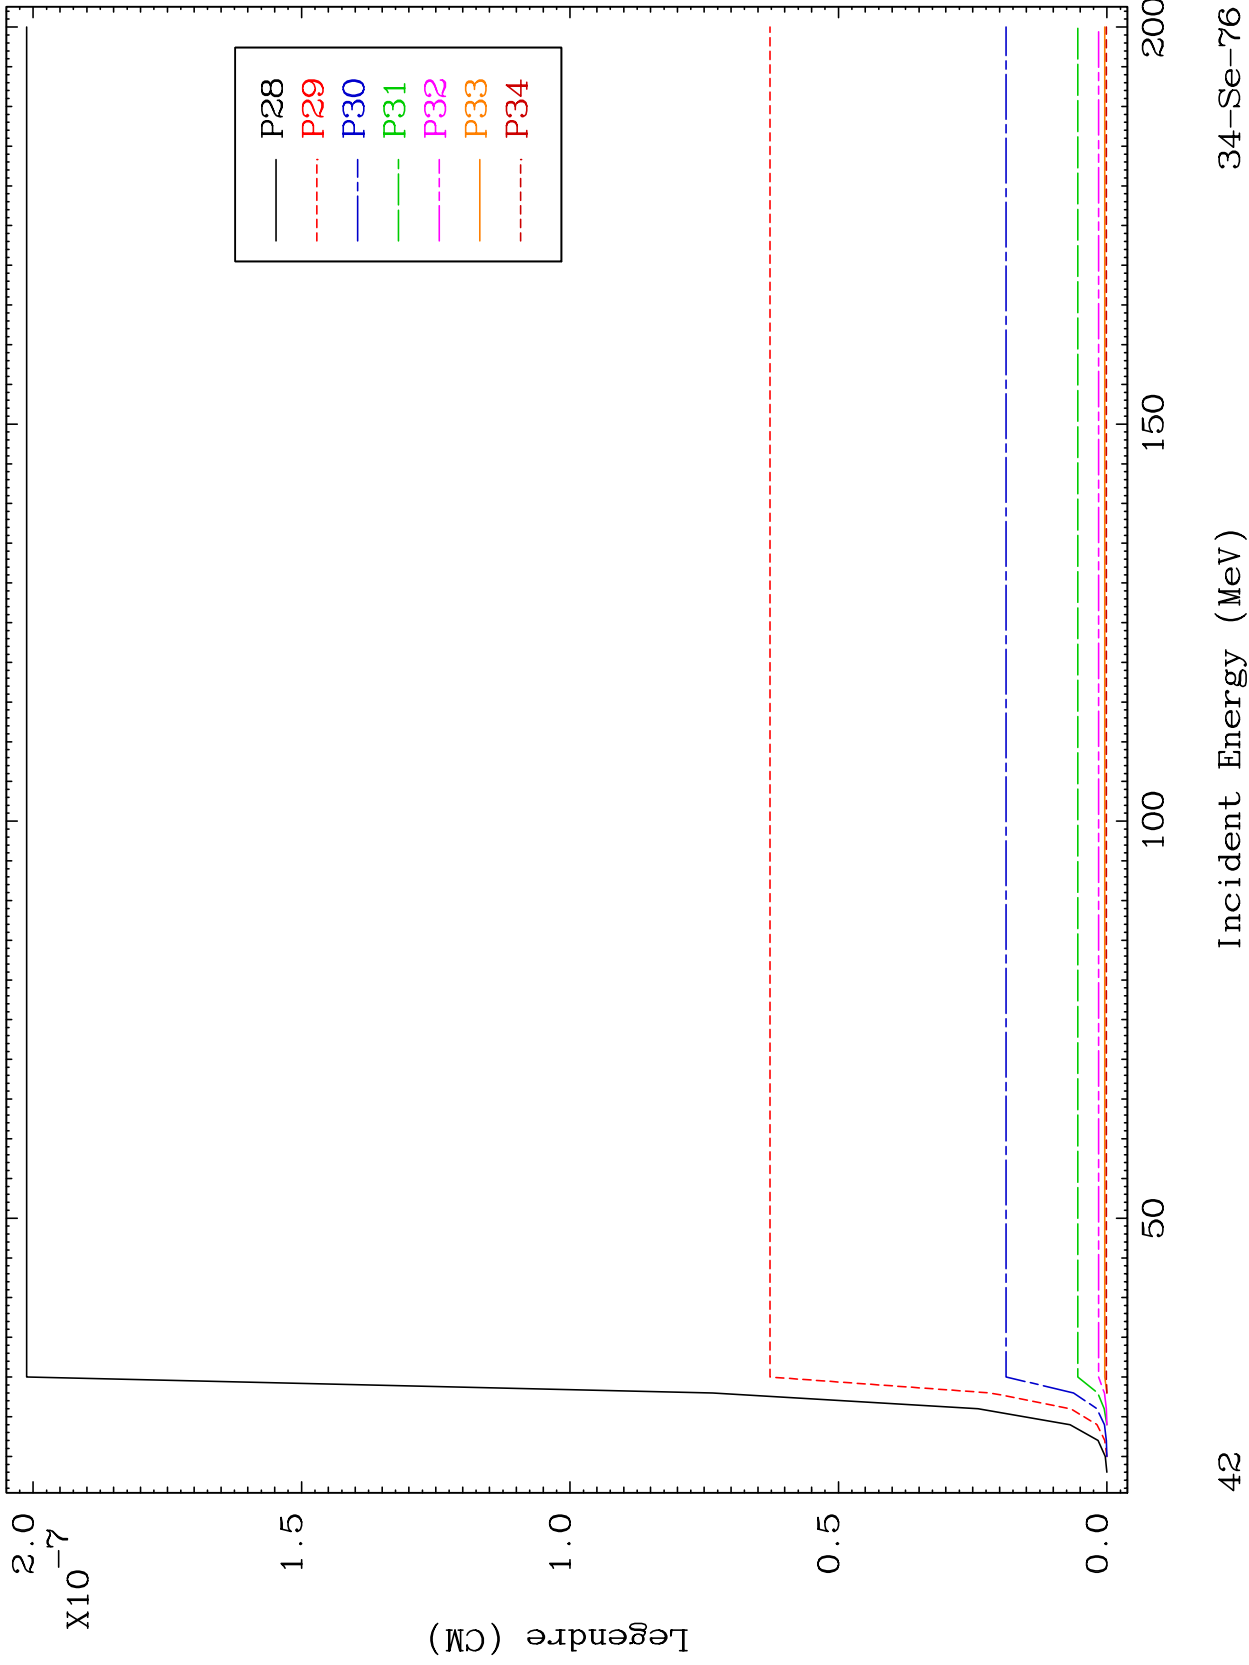 2.0
X10-7
1.5
1.0
0.5
0.0
Legendre (CM)
P28
P29
P30
P31
P32
P33
P34
50
100
150
200
Incident Energy (MeV)
42
34-Se-76